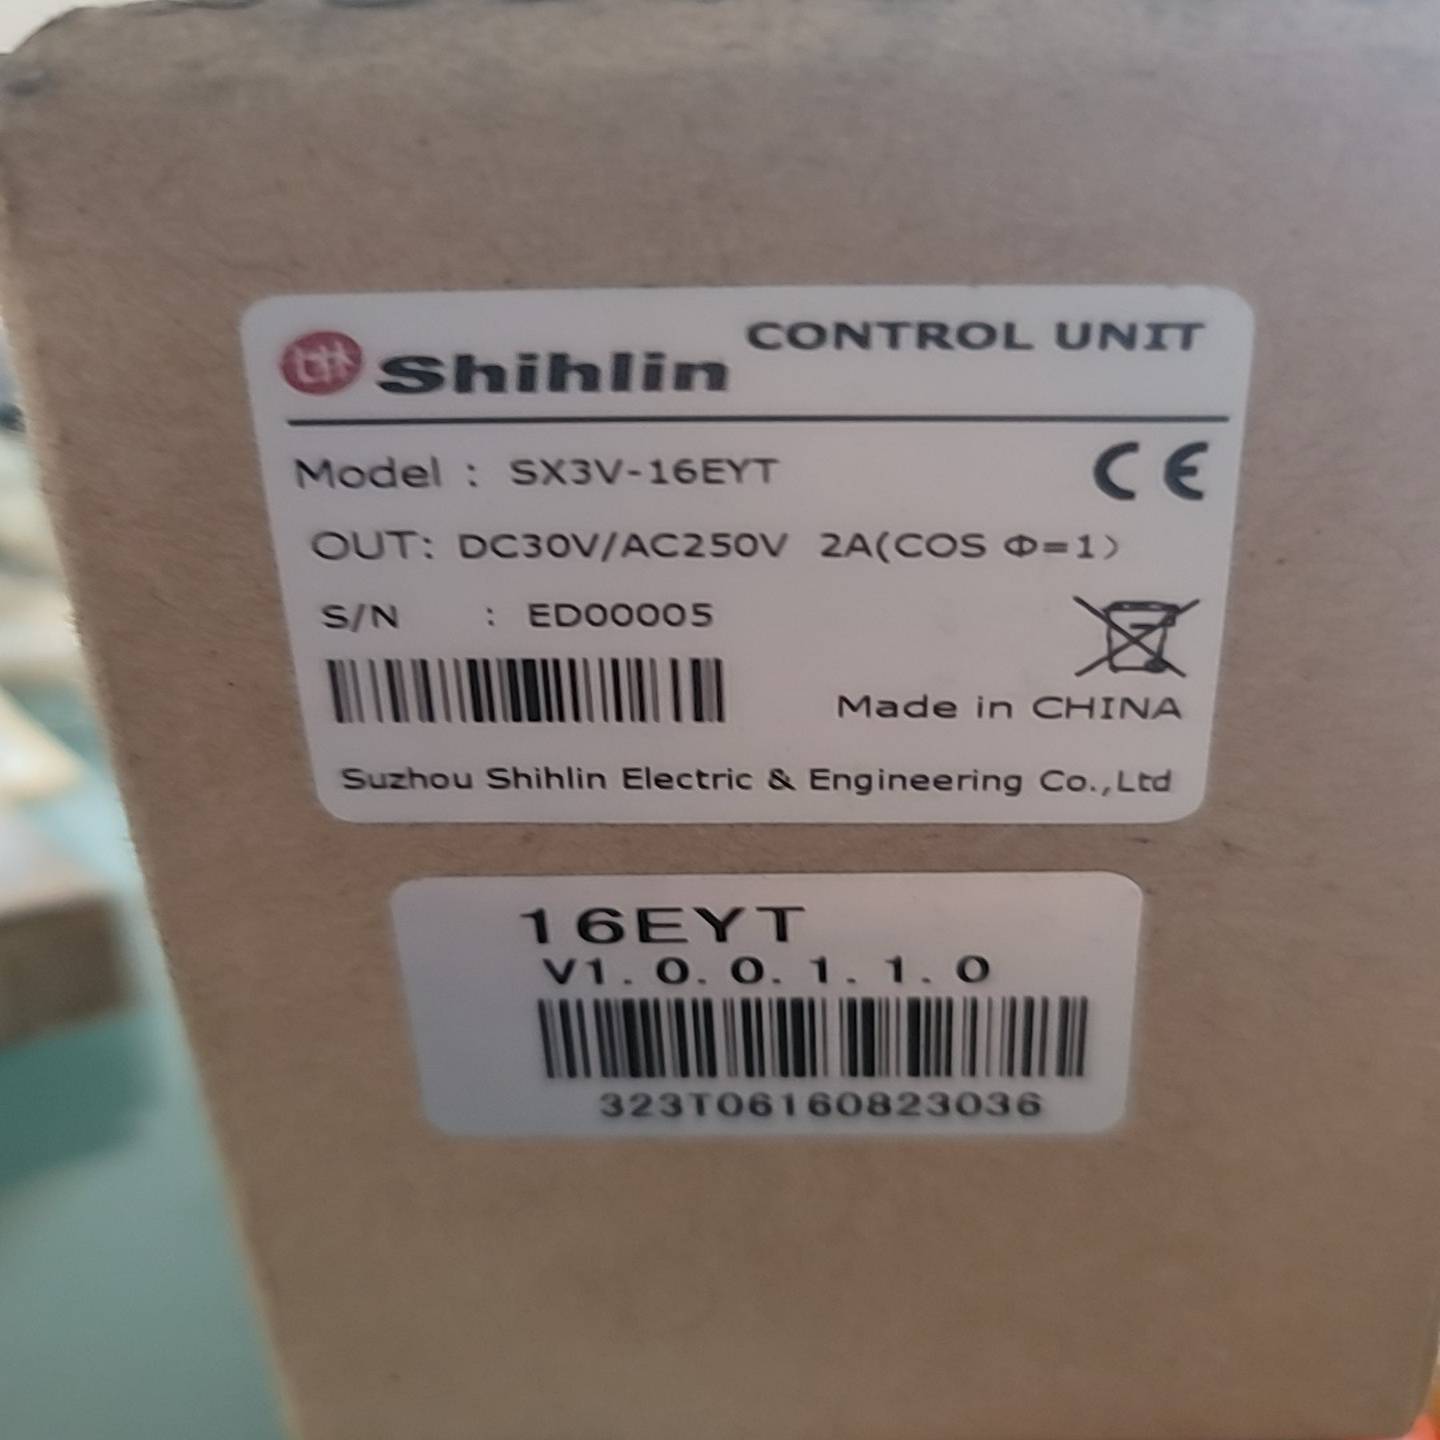 Shihlin CONTROL UNIT
Model : SX3V-16EYT
CE
OUT: DC30V/AC250V 2A(COS Φ=1)
S/N : ED00005
Made in CHINA
Suzhou Shihlin Electric & Engineering Co.,Ltd
16EYT
V1.0.0.1.1.0
323T06160823036